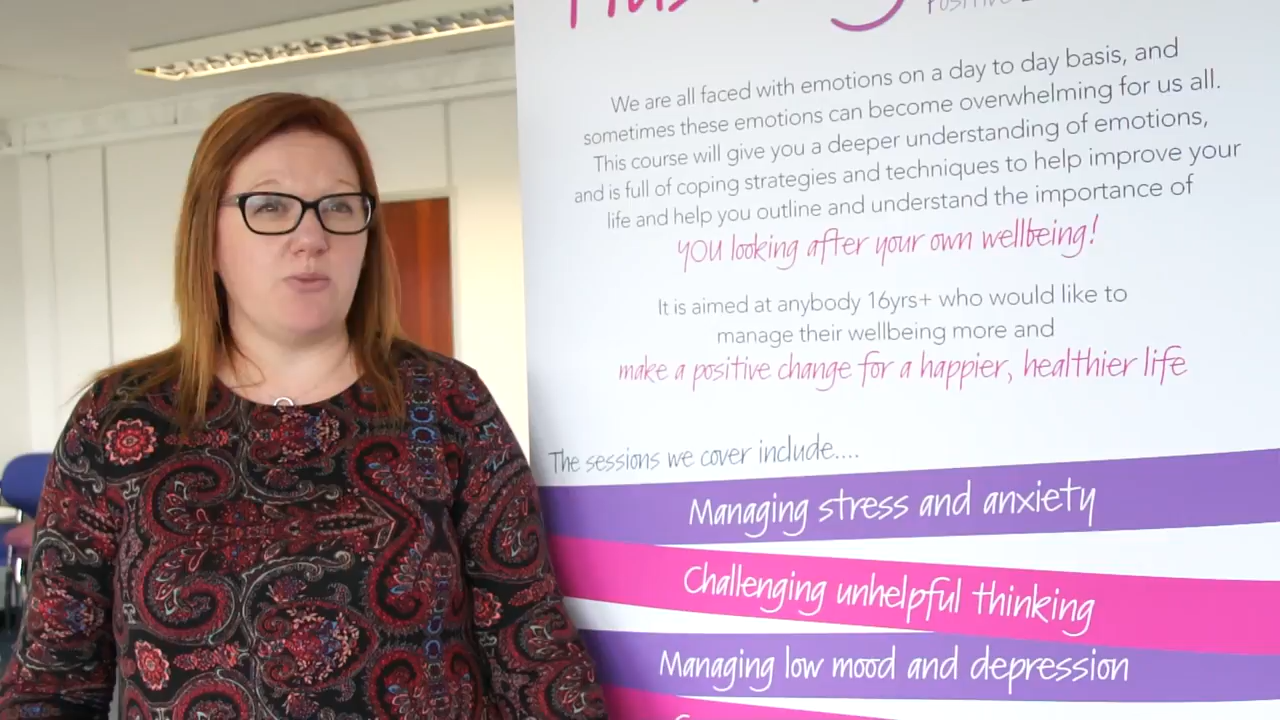 We are all faced with emotions on a day to day basis, and
sometimes these emotions can become overwhelming for us all.
This course will give you a deeper understanding of emotions,
and is full of coping strategies and techniques to help improve your
life and help you outline and understand the importance of
YOU looking after your own wellbeing!
It is aimed at anybody 16yrs+ who would like to
manage their wellbeing more and
make a positive change for a happier, healthier life
The sessions we cover include....
Managing stress and anxiety
Challenging unhelpful thinking
Managing low mood and depression